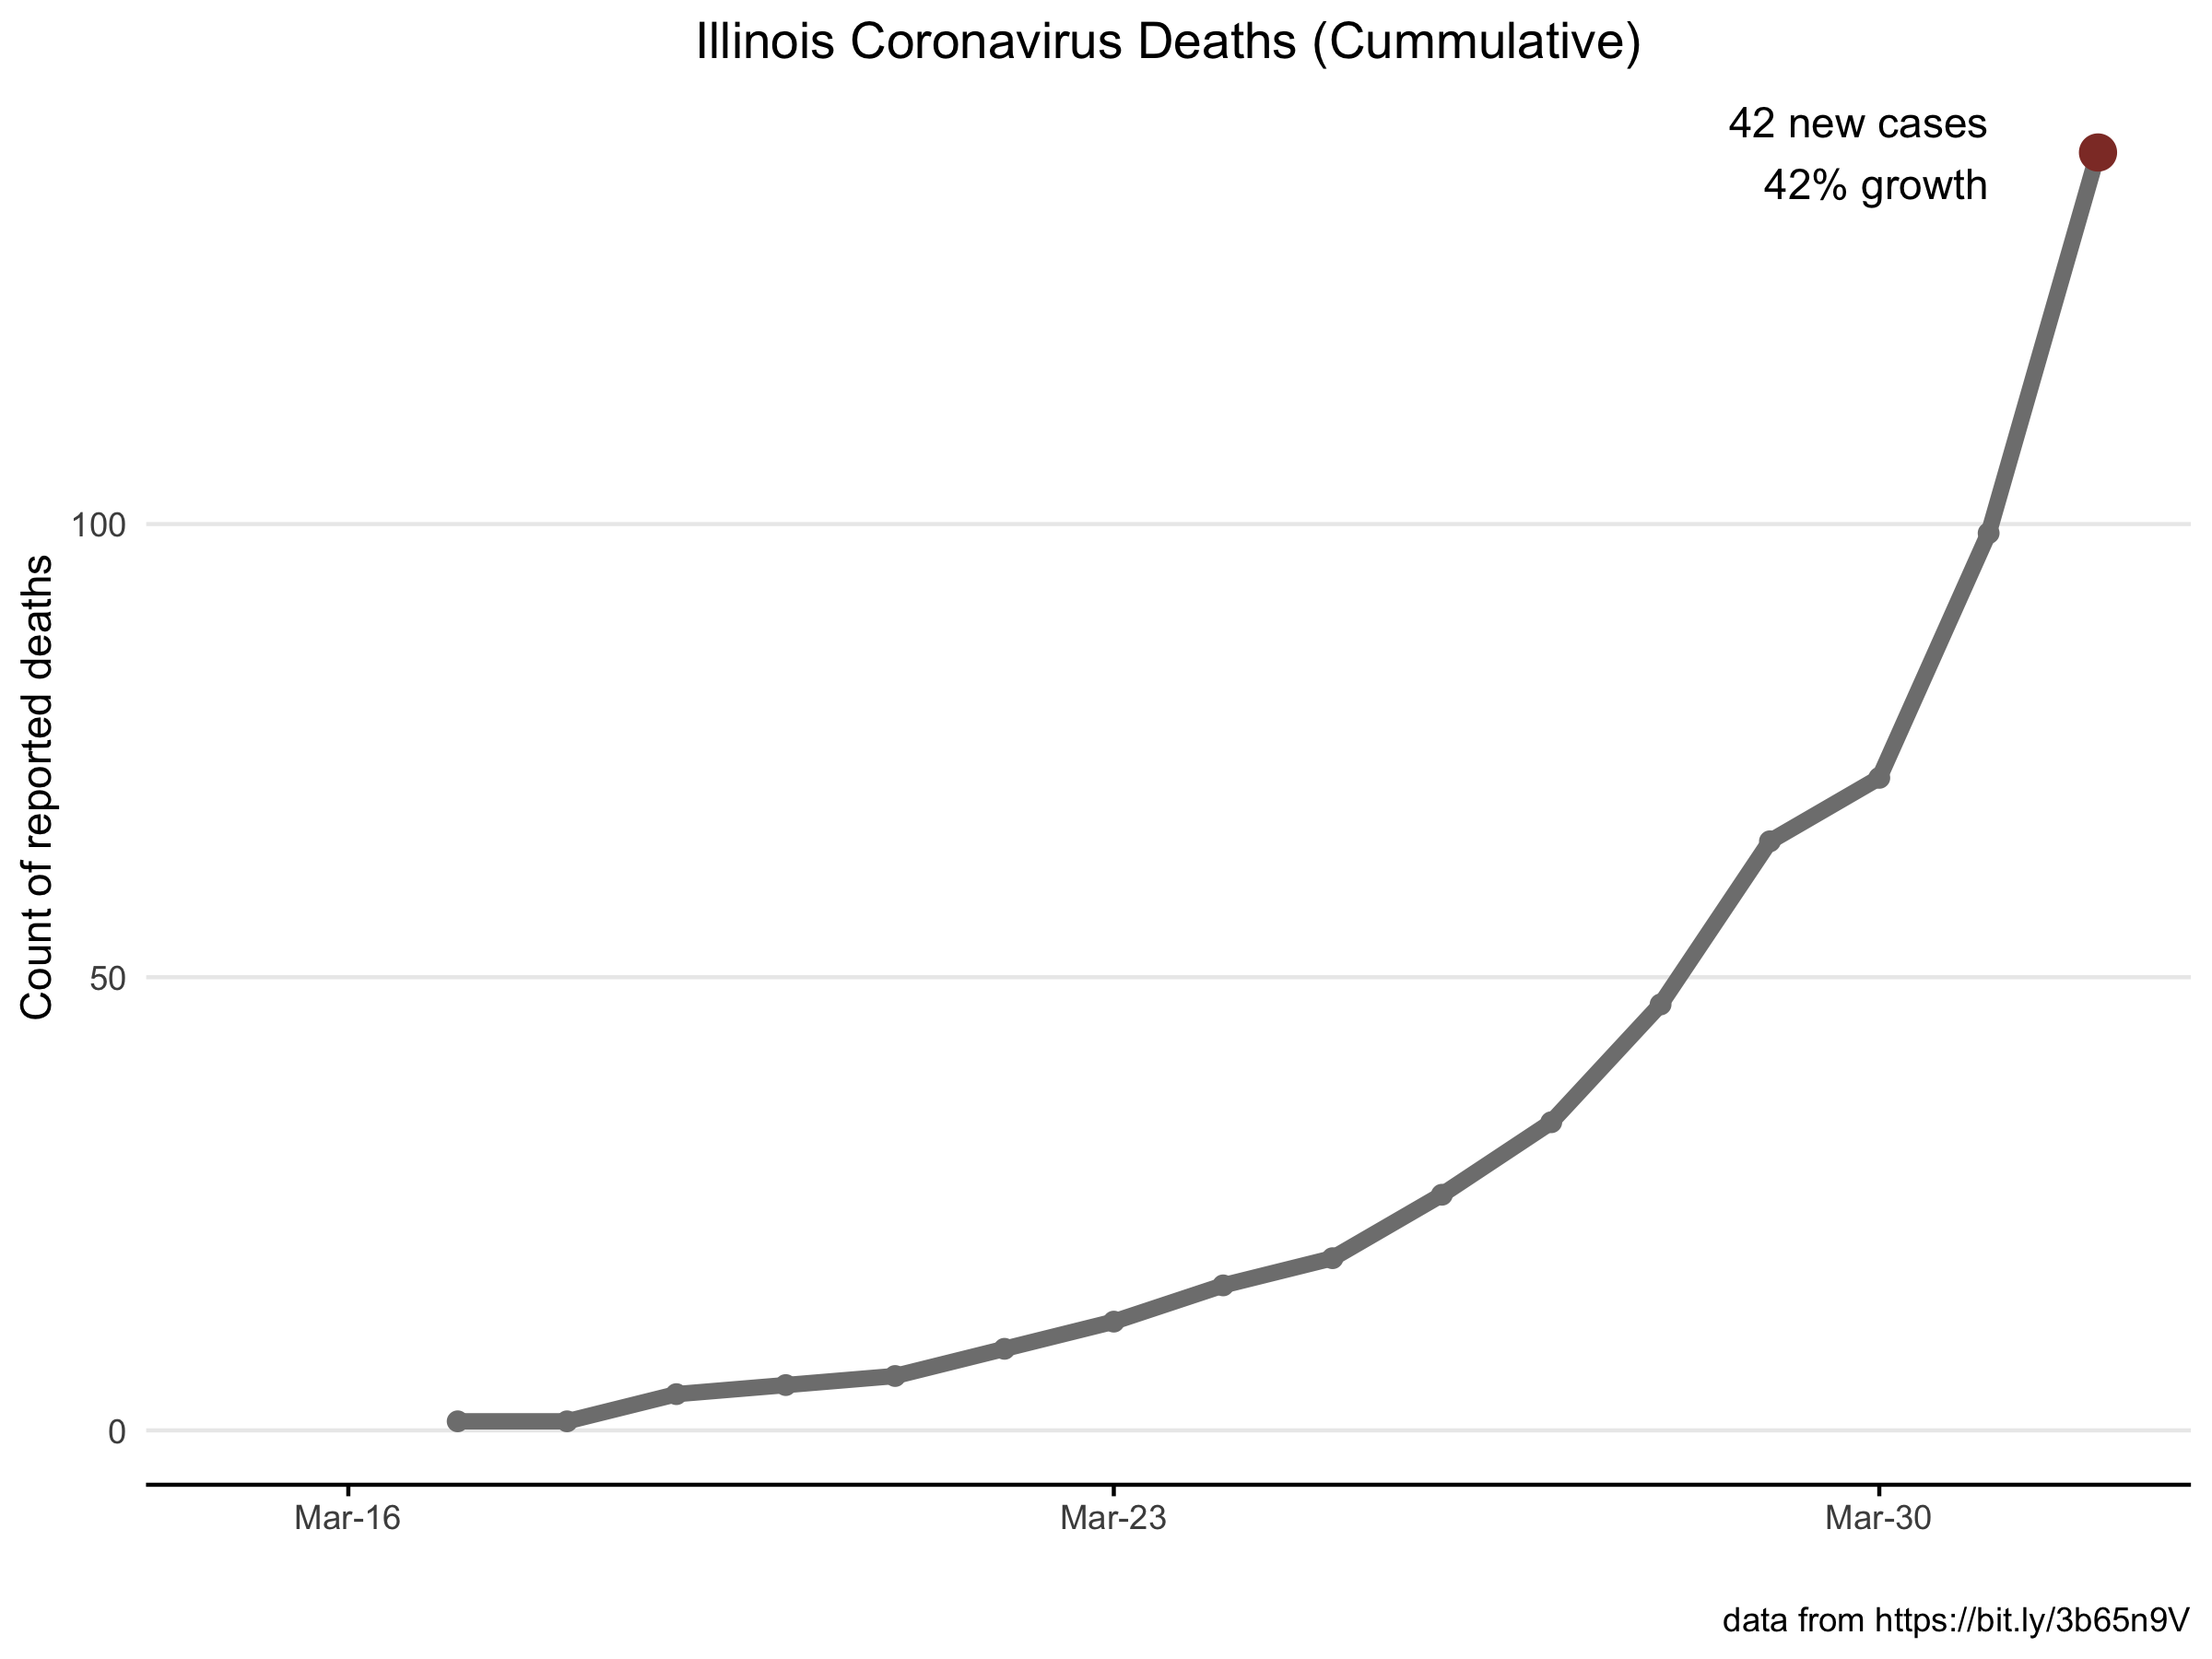 Illinois Coronavirus Deaths (Cummulative)
42 new cases
42% growth
Count of reported deaths
100
50
0
Mar-16
Mar-23
Mar-30
data from https://bit.ly/3b65n9V